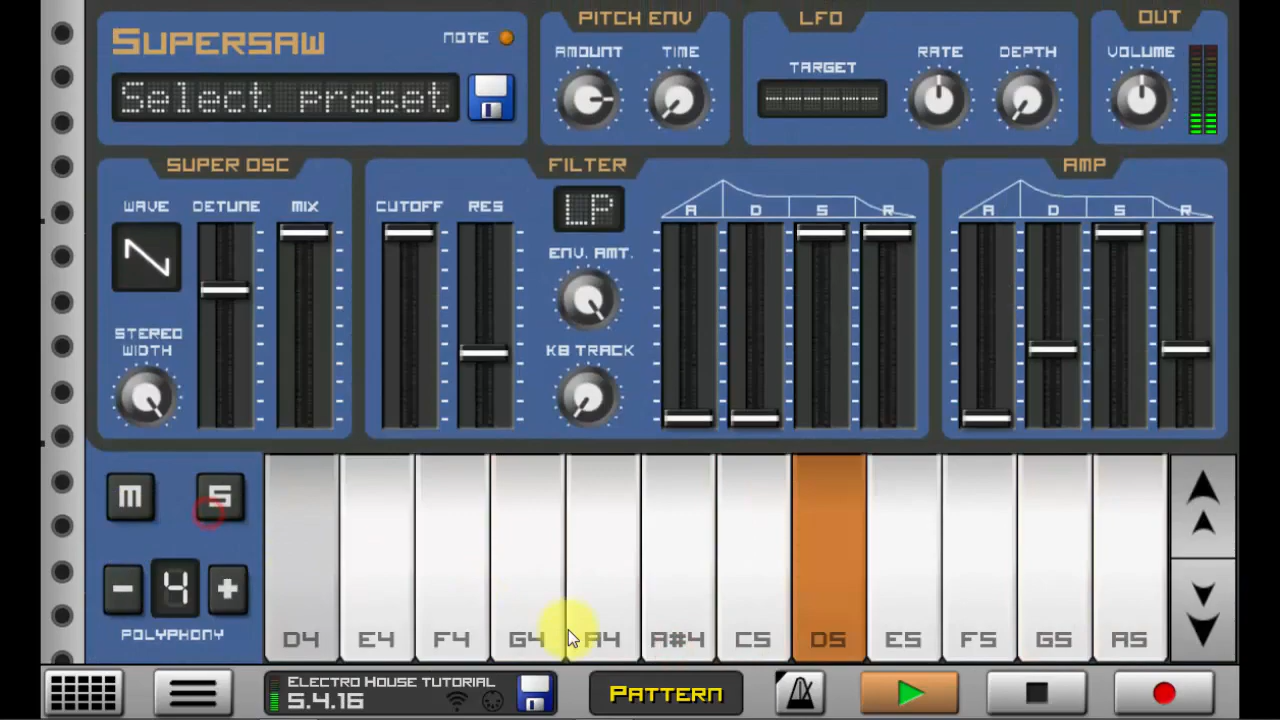 SUPERSAW
NOTE
Select preset
PITCH ENV
AMOUNT TIME
LFO
TARGET
------
RATE DEPTH
OUT
VOLUME
SUPER OSC
WAVE DETUNE MIX
STEREO
WIDTH
FILTER
CUTOFF RES
LP
ENV. AMT.
KB TRACK
A D S R
AMP
A D S R
M S
- 4 +
POLYPHONY
D4 E4 F4 G4 A4 A#4 C5 D5 E5 F5 G5 A5
ELECTRO HOUSE TUTORIAL
5.4.16
PATTERN